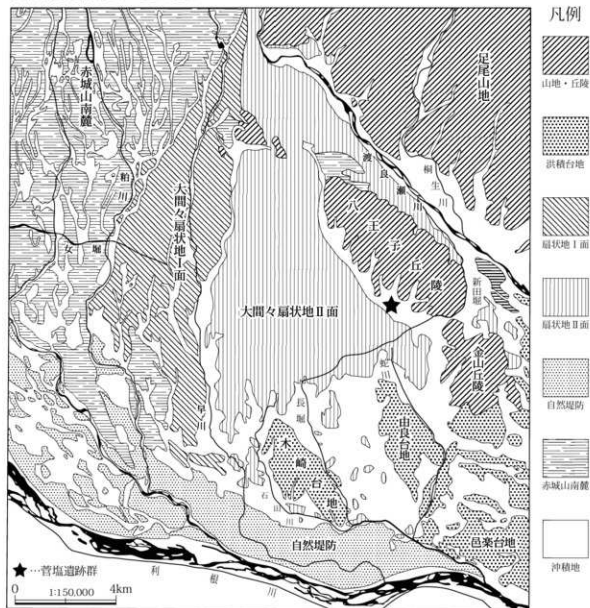 凡例
山地・丘陵
洪積台地
扇状地Ⅰ面
扇状地Ⅱ面
自然堤防
赤城山南麓
沖積地
赤城山南麓
足尾山地
桐生川
渡良瀬川
粕川
大間々扇状地Ⅰ面
八王子丘陵
女堀
大間々扇状地Ⅱ面
新田堀
金山丘陵
早川
蛇川
長堀
由良台地
木崎台地
石田川
自然堤防
邑楽台地
利根川
★…菅塩遺跡群
0 1:150,000 4km